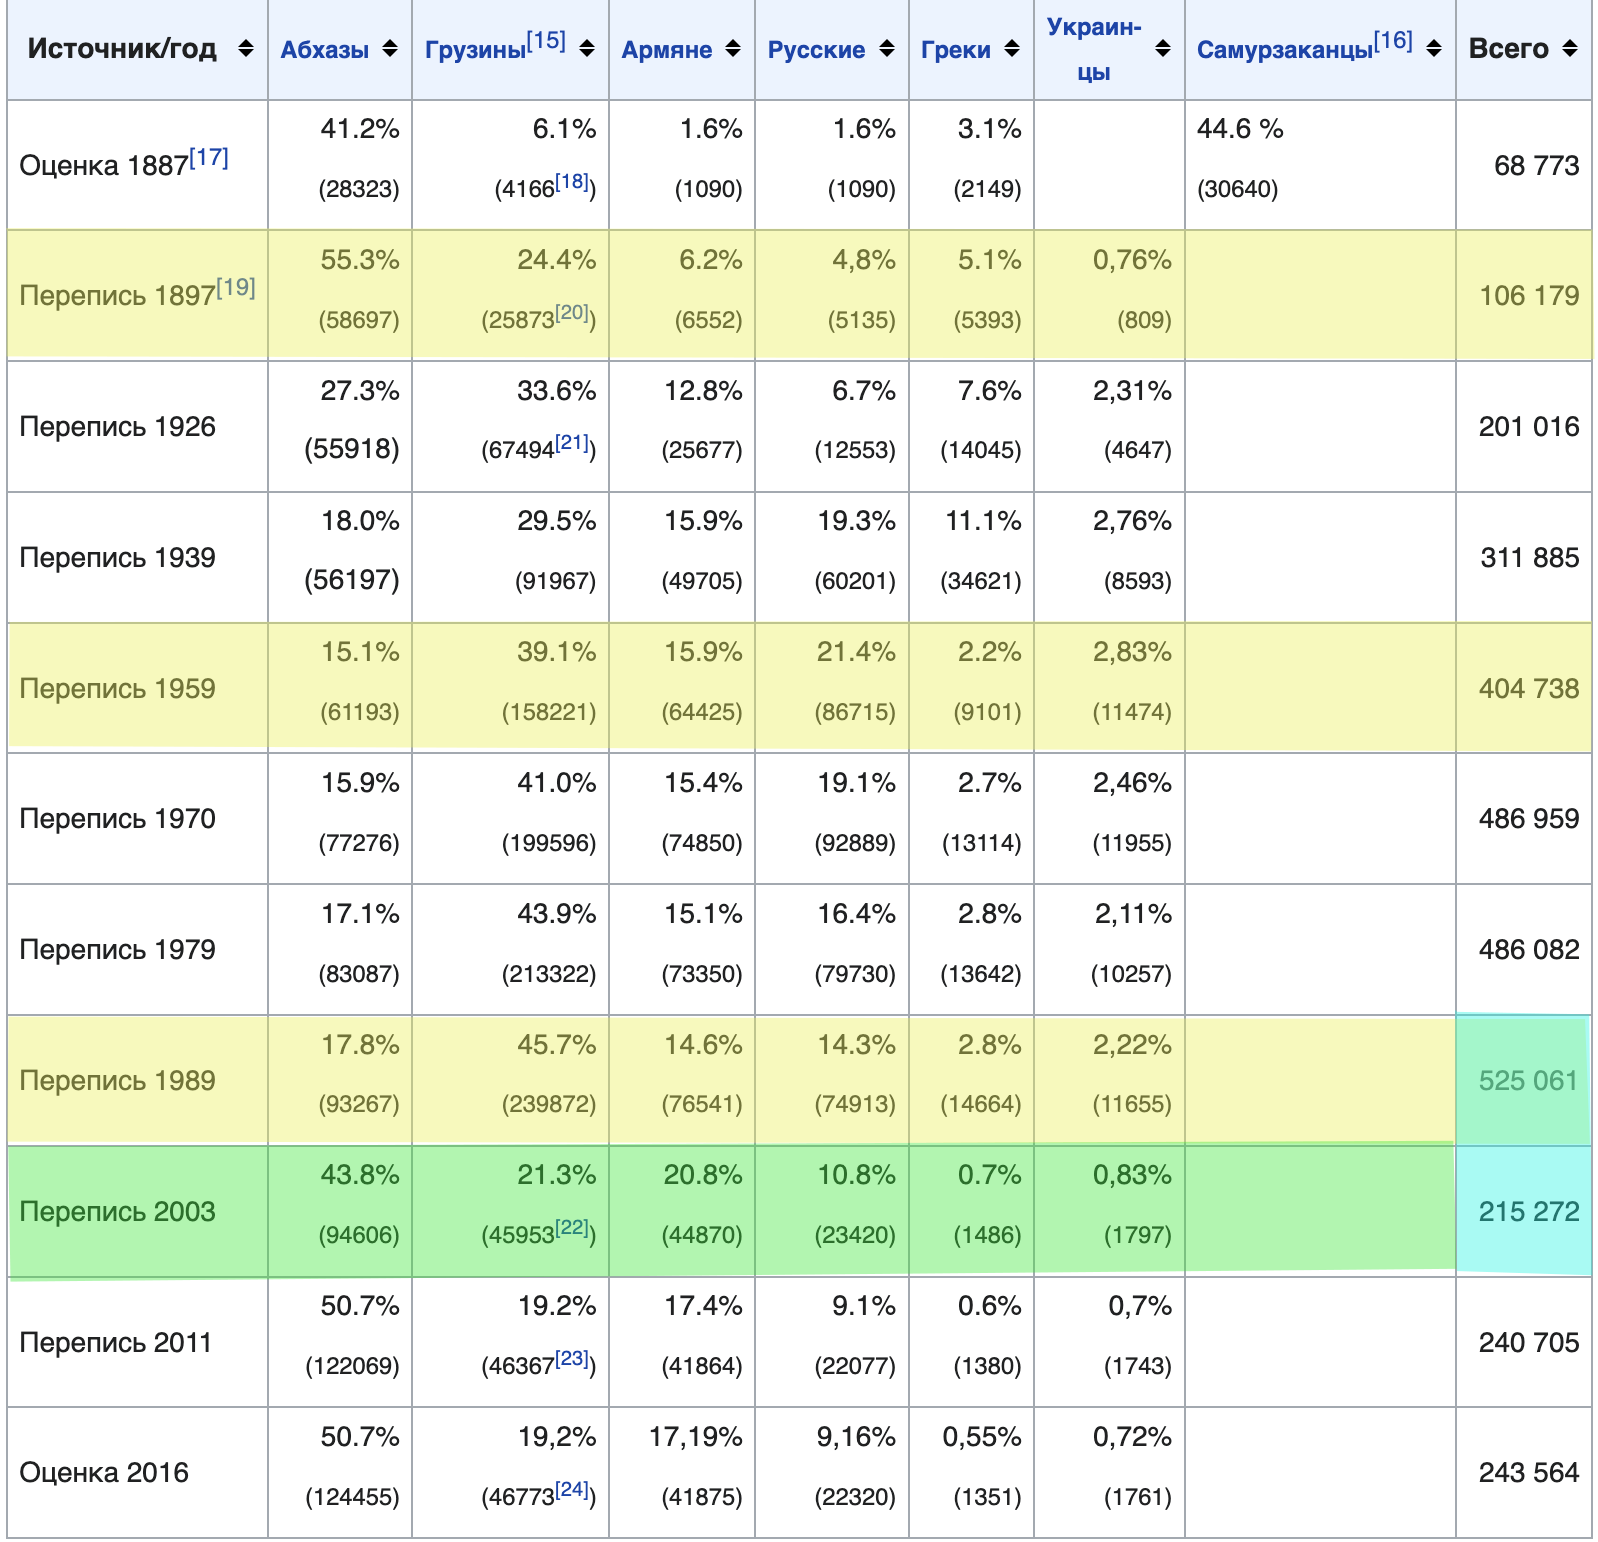 Источник/год Абхазы Грузины[15] Армяне Русские Греки Украин-цы Самурзаканцы[16] Всего
Оценка 1887[17] 41.2% 6.1% 1.6% 1.6% 3.1% 44.6 % 68 773
(28323) (4166[18]) (1090) (1090) (2149) (30640)
Перепись 1897[19] 55.3% 24.4% 6.2% 4,8% 5.1% 0,76% 106 179
(58697) (25873[20]) (6552) (5135) (5393) (809)
Перепись 1926 27.3% 33.6% 12.8% 6.7% 7.6% 2,31% 201 016
(55918) (67494[21]) (25677) (12553) (14045) (4647)
Перепись 1939 18.0% 29.5% 15.9% 19.3% 11.1% 2,76% 311 885
(56197) (91967) (49705) (60201) (34621) (8593)
Перепись 1959 15.1% 39.1% 15.9% 21.4% 2.2% 2,83% 404 738
(61193) (158221) (64425) (86715) (9101) (11474)
Перепись 1970 15.9% 41.0% 15.4% 19.1% 2.7% 2,46% 486 959
(77276) (199596) (74850) (92889) (13114) (11955)
Перепись 1979 17.1% 43.9% 15.1% 16.4% 2.8% 2,11% 486 082
(83087) (213322) (73350) (79730) (13642) (10257)
Перепись 1989 17.8% 45.7% 14.6% 14.3% 2.8% 2,22% 525 061
(93267) (239872) (76541) (74913) (14664) (11655)
Перепись 2003 43.8% 21.3% 20.8% 10.8% 0.7% 0,83% 215 272
(94606) (45953[22]) (44870) (23420) (1486) (1797)
Перепись 2011 50.7% 19.2% 17.4% 9.1% 0.6% 0,7% 240 705
(122069) (46367[23]) (41864) (22077) (1380) (1743)
Оценка 2016 50.7% 19,2% 17,19% 9,16% 0,55% 0,72% 243 564
(124455) (46773[24]) (41875) (22320) (1351) (1761)